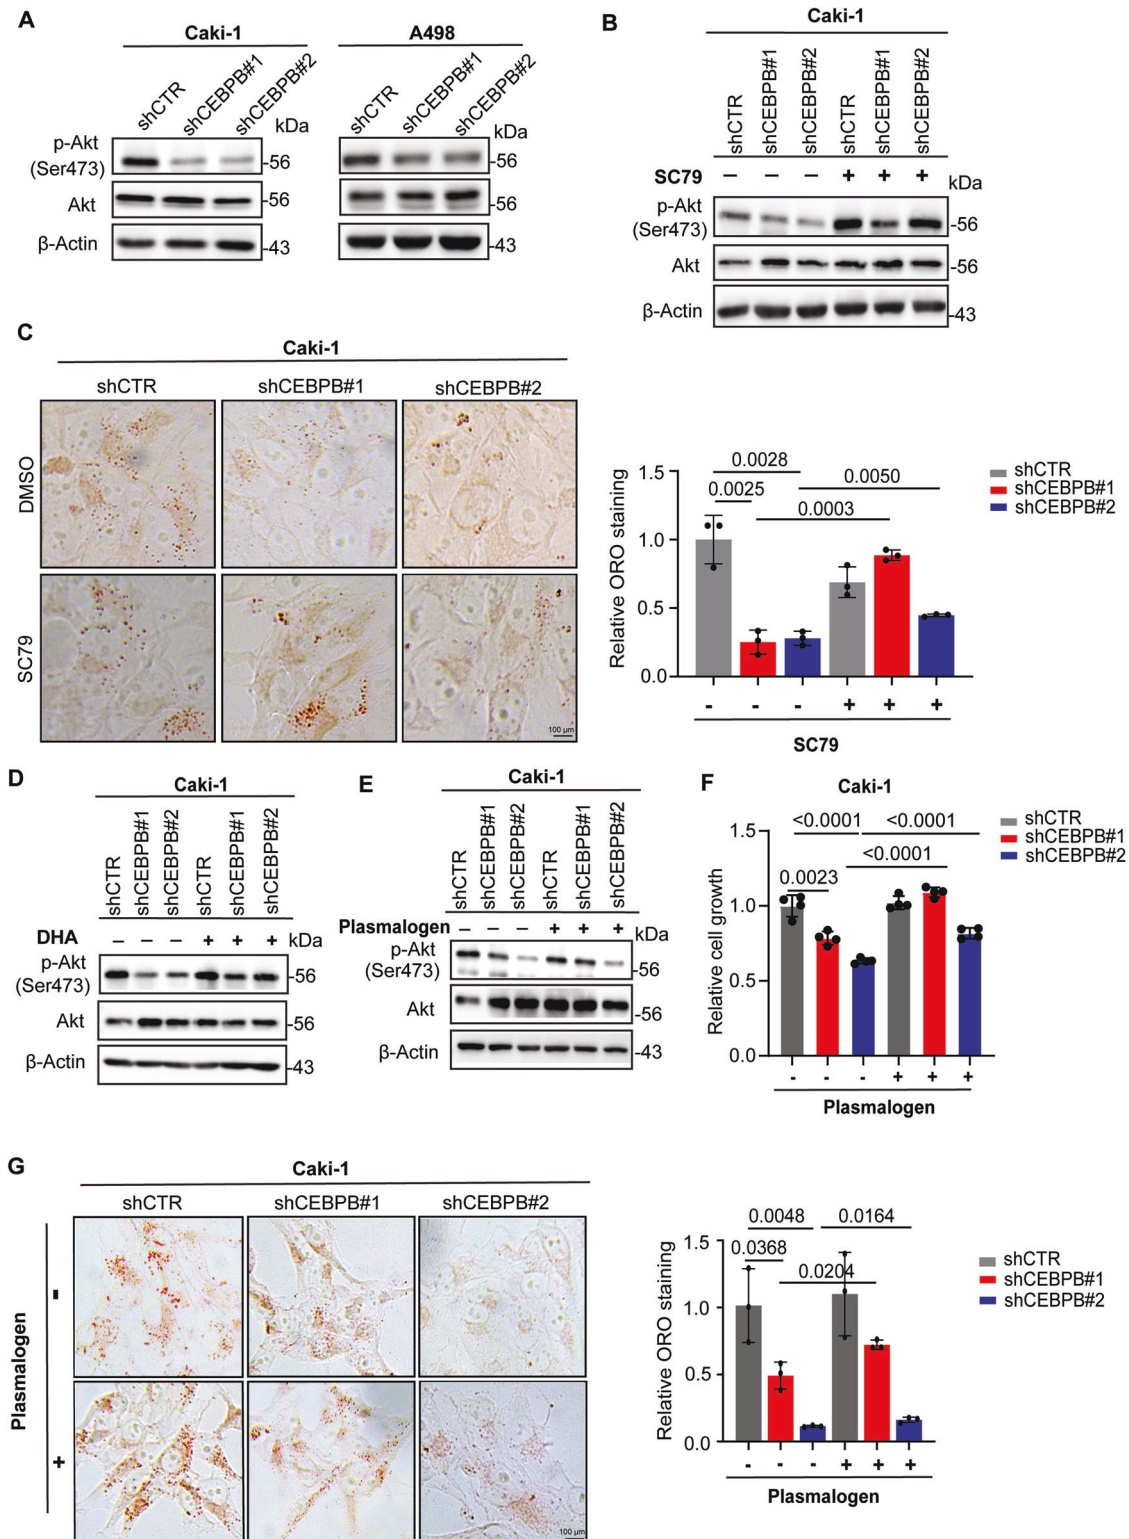 A
Caki-1
A498
shCTR
shCEBPB#1
shCEBPB#2
kDa
shCTR
shCEBPB#1
shCEBPB#2
kDa
p-Akt
(Ser473)
-56
-56
Akt
-56
-56
β-Actin
-43
-43
B
Caki-1
shCTR
shCEBPB#1
shCEBPB#2
shCTR
shCEBPB#1
shCEBPB#2
SC79 – – – + + +
kDa
p-Akt
(Ser473)
-56
Akt
-56
β-Actin
-43
C
Caki-1
shCTR shCEBPB#1 shCEBPB#2
DMSO
SC79
100 µm
Relative ORO staining
1.5
1.0
0.5
0.0
0.0028
0.0025
0.0050
0.0003
shCTR
shCEBPB#1
shCEBPB#2
- - - + + +
SC79
D
Caki-1
shCTR
shCEBPB#1
shCEBPB#2
shCTR
shCEBPB#1
shCEBPB#2
DHA – – – + + +
kDa
p-Akt
(Ser473)
-56
Akt
-56
β-Actin
-43
E
Caki-1
shCTR
shCEBPB#1
shCEBPB#2
shCTR
shCEBPB#1
shCEBPB#2
Plasmalogen – – – + + +
kDa
p-Akt
(Ser473)
-56
Akt
-56
β-Actin
-43
F
Caki-1
Relative cell growth
1.5
1.0
0.5
0.0
<0.0001
<0.0001
<0.0001
0.0023
shCTR
shCEBPB#1
shCEBPB#2
- - - + + +
Plasmalogen
G
Caki-1
shCTR shCEBPB#1 shCEBPB#2
Plasmalogen
-
+
100 µm
Relative ORO staining
1.5
1.0
0.5
0.0
0.0048
0.0164
0.0368
0.0204
shCTR
shCEBPB#1
shCEBPB#2
- - - + + +
Plasmalogen